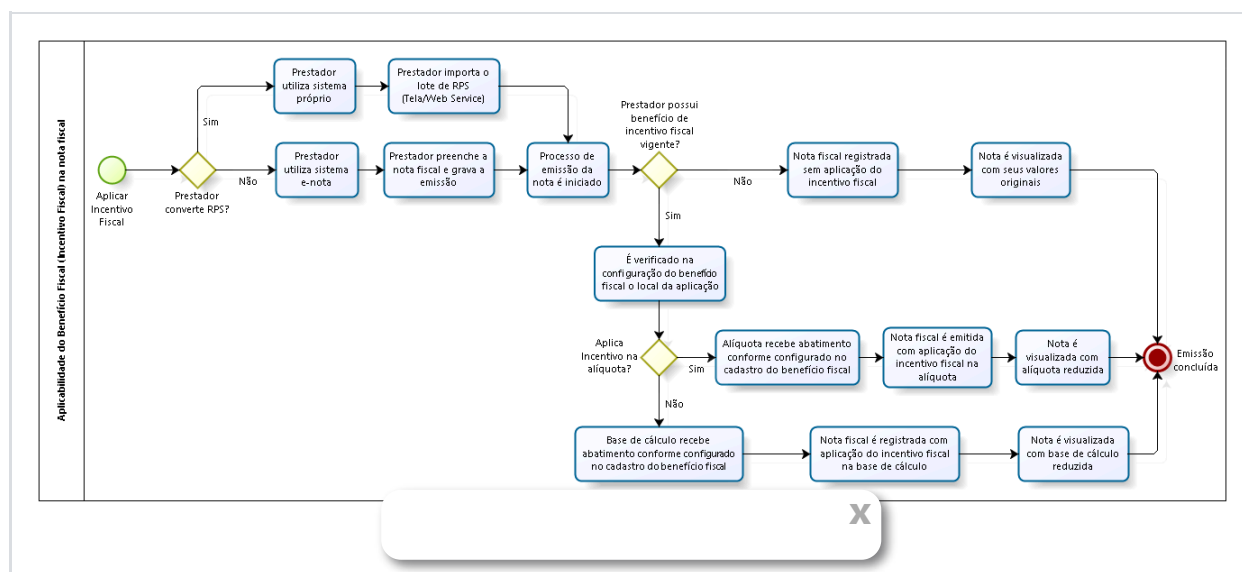 Aplicabilidade do Benefício Fiscal (Incentivo Fiscal) na nota fiscal
Aplicar
Incentivo
Fiscal
Prestador
converte RPS?
Sim
Não
Prestador
utiliza sistema
próprio
Prestador importa o
lote de RPS
(Tela/Web Service)
Prestador
utiliza sistema
e-nota
Prestador preenche a
nota fiscal e grava a
emissão
Processo de
emissão da
nota é iniciado
Prestador possui
benefício de
incentivo fiscal
vigente?
Não
Sim
Nota fiscal registrada
sem aplicação do
incentivo fiscal
Nota é visualizada
com seus valores
originais
É verificado na
configuração do benefício
fiscal o local da aplicação
Aplica
Incentivo na
alíquota?
Sim
Não
Alíquota recebe abatimento
conforme configurado no
cadastro do benefício fiscal
Nota fiscal é emitida
com aplicação do
incentivo fiscal na
alíquota
Nota é
visualizada com
alíquota reduzida
Emissão
concluída
Base de cálculo recebe
abatimento conforme configurado
no cadastro do benefício fiscal
Nota fiscal é registrada com
aplicação do incentivo fiscal
na base de cálculo
Nota é visualizada
com base de cálculo
reduzida
X